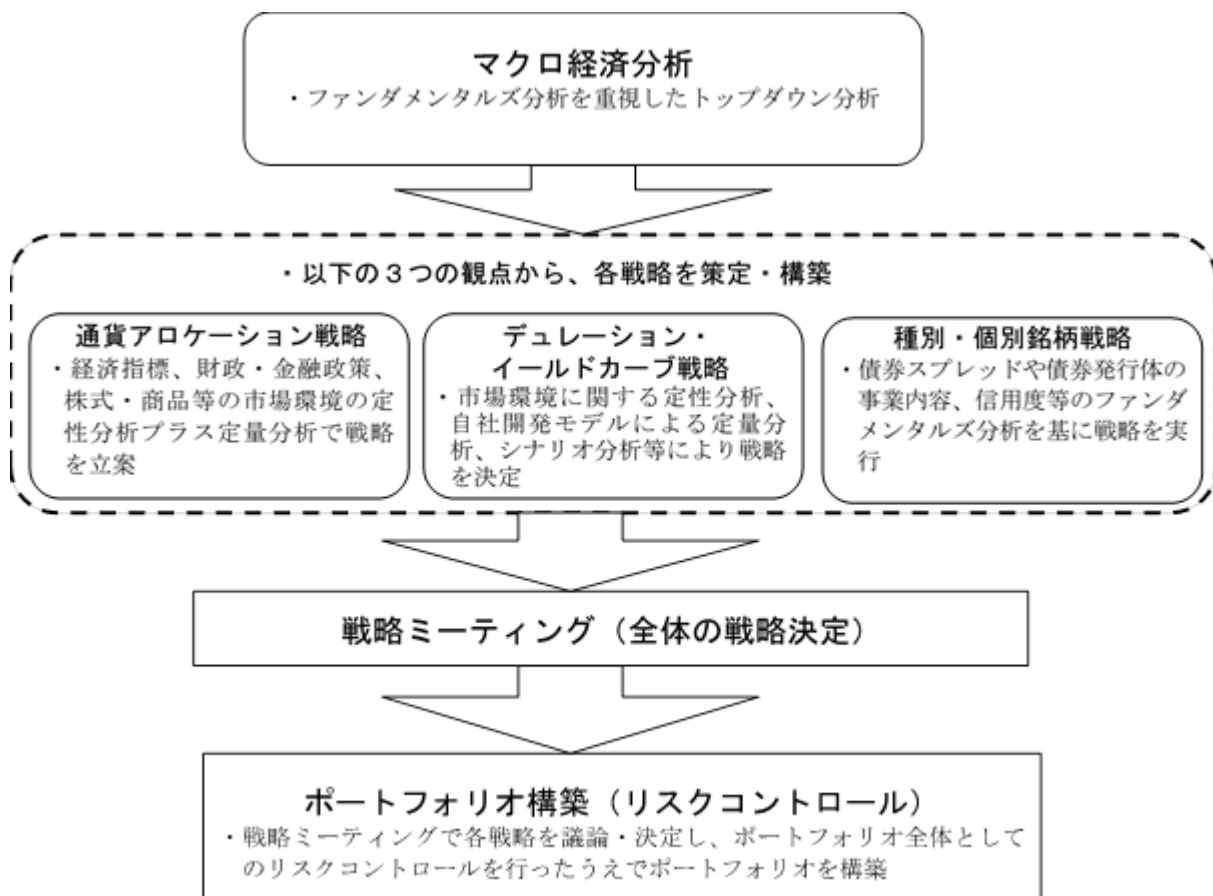 マクロ経済分析
・ファンダメンタルズ分析を重視したトップダウン分析
・以下の３つの観点から、各戦略を策定・構築
通貨アロケーション戦略
・経済指標、財政・金融政策、
株式・商品等の市場環境の定
性分析プラス定量分析で戦略
を立案
デュレーション・
イールドカーブ戦略
・市場環境に関する定性分析、
自社開発モデルによる定量分
析、シナリオ分析等により戦略
を決定
種別・個別銘柄戦略
・債券スプレッドや債券発行体の
事業内容、信用度等のファンダ
メンタルズ分析を基に戦略を実
行
戦略ミーティング（全体の戦略決定）
ポートフォリオ構築（リスクコントロール）
・戦略ミーティングで各戦略を議論・決定し、ポートフォリオ全体として
のリスクコントロールを行ったうえでポートフォリオを構築